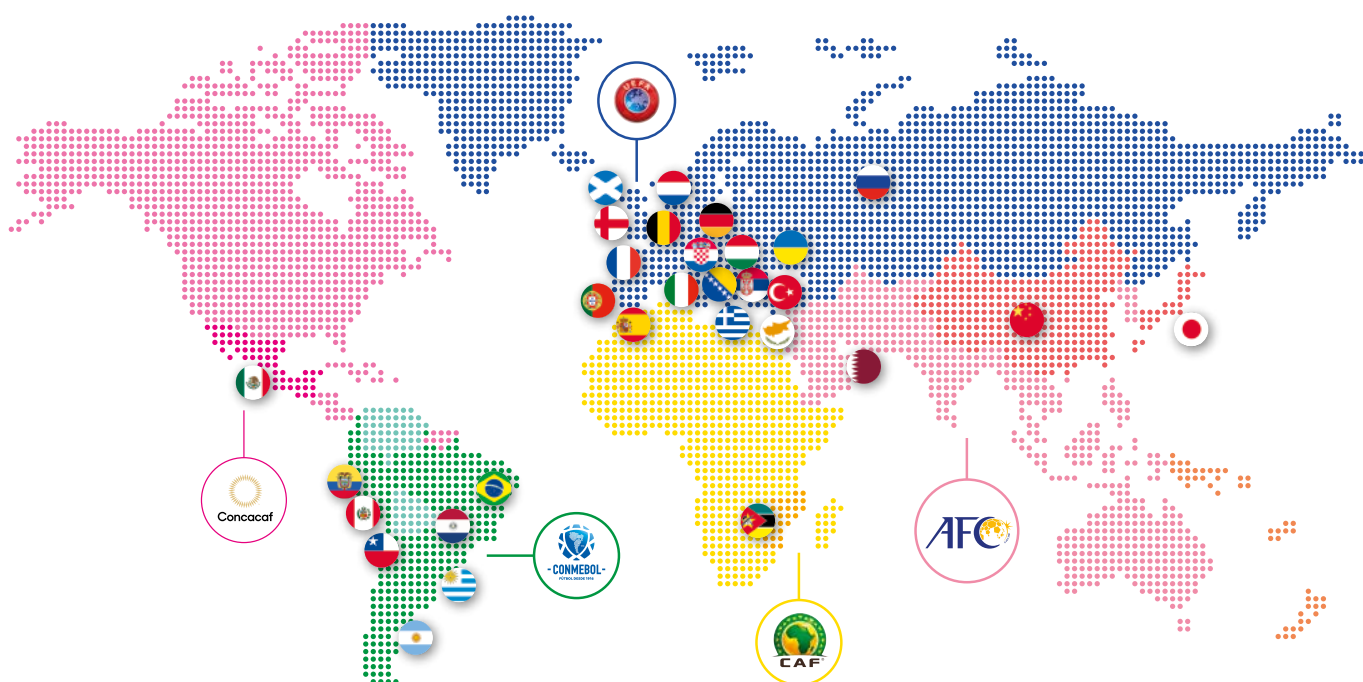 UEFA
Concacaf
-CONMEBOL-
FÚTBOL DESDE 1916
AFC
CAF